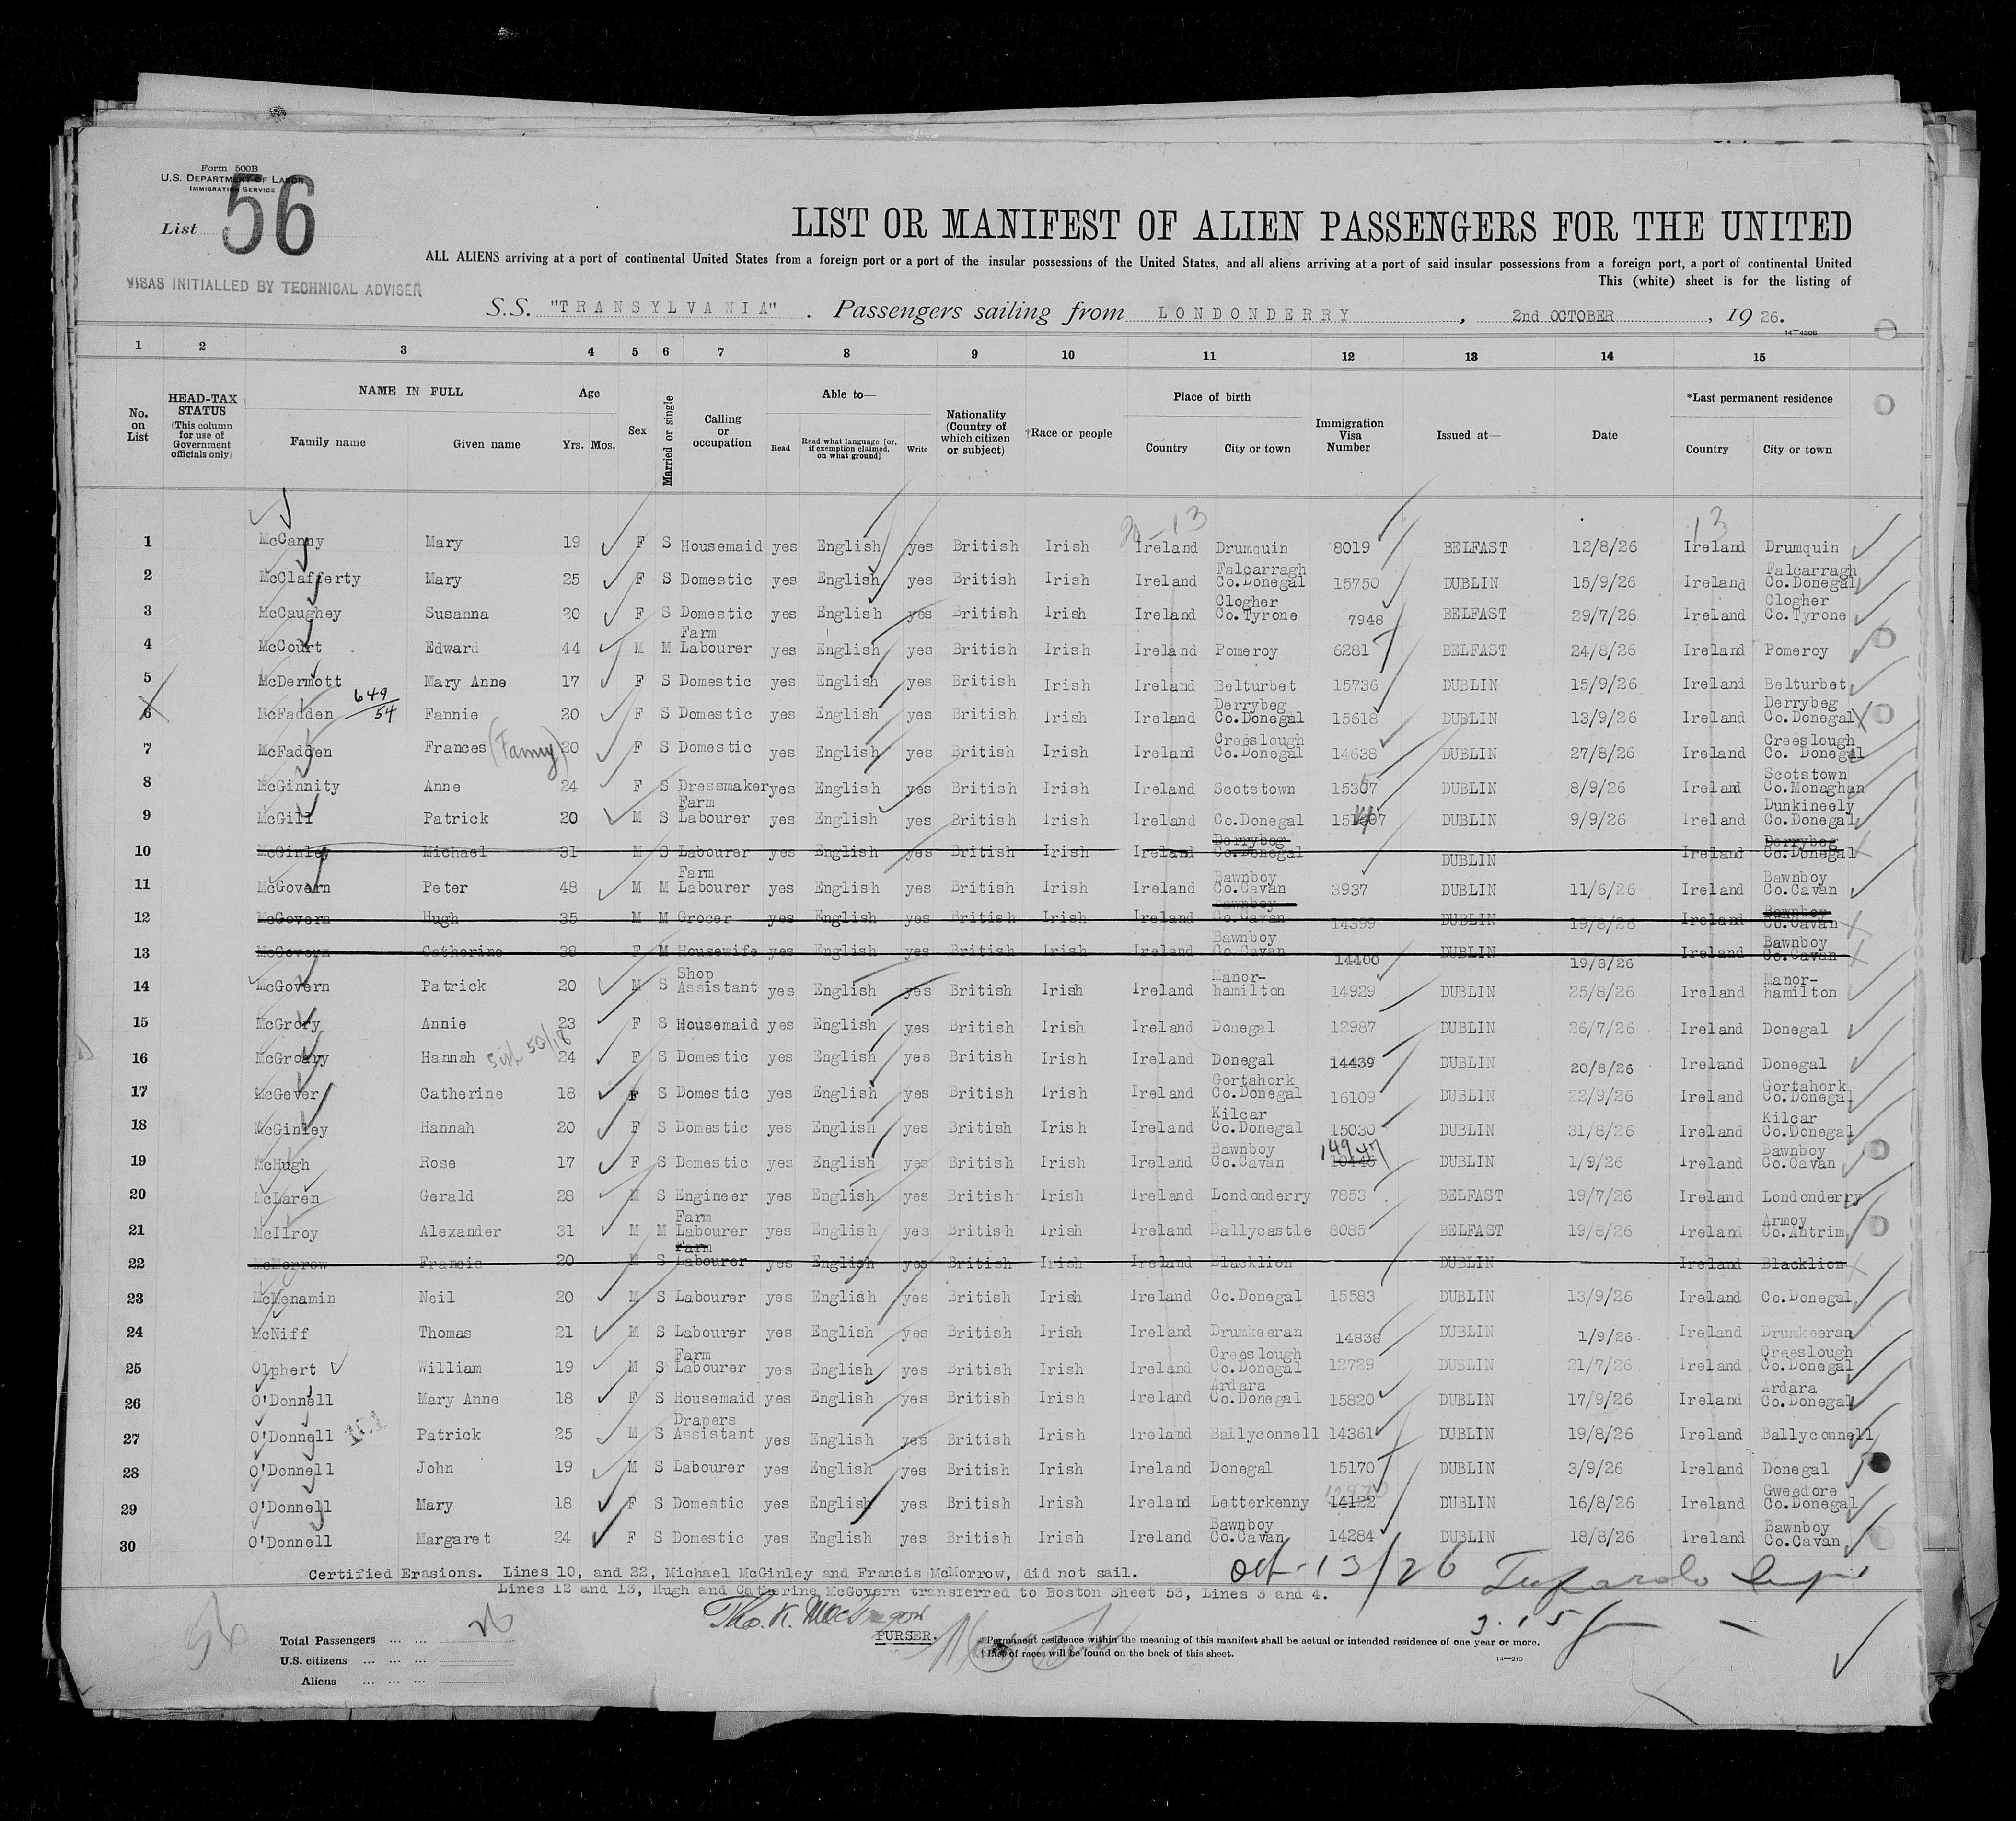 Form 500B
U.S. DEPARTMENT OF LABOR
IMMIGRATION SERVICE
List 56
VISAS INITIALLED BY TECHNICAL ADVISER
LIST OR MANIFEST OF ALIEN PASSENGERS FOR THE UNITED
ALL ALIENS arriving at a port of continental United States from a foreign port or a port of the insular possessions of the United States, and all aliens arriving at a port of said insular possessions from a foreign port, a port of continental United
This (white) sheet is for the listing of
S.S. "TRANSYLVANIA". Passengers sailing from LONDONDERRY, 2nd OCTOBER, 1926.
14—430B
1 2 3 4 5 6 7 8 9 10 11 12 13 14 15
No. on List
HEAD-TAX STATUS (This column for use of Government officials only)
NAME IN FULL
Family name Given name
Age
Yrs. Mos.
Sex
Married or single
Calling or occupation
Able to—
Read
Read what language [or, if exemption claimed, on what ground]
Write
Nationality (Country of which citizen or subject)
†Race or people
Place of birth
Country City or town
Immigration Visa Number
Issued at—
Date
*Last permanent residence
Country City or town
13 13
1 McCanny Mary 19 F S Housemaid yes English yes British Irish Ireland Drumquin 8019 BELFAST 12/8/26 Ireland Drumquin
2 McClafferty Mary 25 F S Domestic yes English yes British Irish Ireland Falcarragh Co.Donegal 15750 DUBLIN 15/9/26 Ireland Falcarragh Co.Donegal
3 McCaughey Susanna 20 F S Domestic yes English yes British Irish Ireland Clogher Co.Tyrone 7948 BELFAST 29/7/26 Ireland Clogher Co.Tyrone
4 McCourt Edward 44 M M Farm Labourer yes English yes British Irish Ireland Pomeroy 6281 BELFAST 24/8/26 Ireland Pomeroy
5 McDermott Mary Anne 17 F S Domestic yes English yes British Irish Ireland Belturbet 15736 DUBLIN 15/9/26 Ireland Belturbet
6 McFadden 649/54 Fannie 20 F S Domestic yes English yes British Irish Ireland Derrybeg Co.Donegal 15618 DUBLIN 13/9/26 Ireland Derrybeg Co.Donegal
7 McFadden Frances (Fanny) 20 F S Domestic yes English yes British Irish Ireland Creeslough Co.Donegal 14638 DUBLIN 27/8/26 Ireland Creeslough Co. Donegal
8 McGinnity Anne 24 F S Dressmaker yes English yes British Irish Ireland Scotstown 15307 DUBLIN 8/9/26 Ireland Scotstown Co.Monaghan
9 McGill Patrick 20 M S Farm Labourer yes English yes British Irish Ireland Co.Donegal DUBLIN 9/9/26 Ireland Dunkineely Co.Donegal
10 McGinley Michael 31 M S Labourer yes English yes British Irish Ireland Derrybeg Co.Donegal DUBLIN Ireland Derrybeg Co.Donegal
11 McGovern Peter 48 M M Farm Labourer yes English yes British Irish Ireland Bawnboy Co.Cavan 3937 DUBLIN 11/6/26 Ireland Bawnboy Co.Cavan
12 McGovern Hugh 35 M M Grocer yes English yes British Irish Ireland Bawnboy Co.Cavan 14399 DUBLIN 19/8/26 Ireland Bawnboy Co.Cavan
13 McGovern Catherine 38 F M Housewife yes English yes British Irish Ireland Bawnboy Co.Cavan 14400 DUBLIN 19/8/26 Ireland Bawnboy Co.Cavan
14 McGovern Patrick 20 M S Shop Assistant yes English yes British Irish Ireland Manor-hamilton 14929 DUBLIN 25/8/26 Ireland Manor-hamilton
15 McGrory Annie 23 F S Housemaid yes English yes British Irish Ireland Donegal 12987 DUBLIN 26/7/26 Ireland Donegal
16 McGroary Hannah 24 F S Domestic yes English yes British Irish Ireland Donegal 14439 DUBLIN 20/8/26 Ireland Donegal
17 McGever Catherine 18 F S Domestic yes English yes British Irish Ireland Gortahork Co.Donegal 16109 DUBLIN 22/9/26 Ireland Gortahork Co.Donegal
18 McGinley Hannah 20 F S Domestic yes English yes British Irish Ireland Kilcar Co.Donegal 15030 DUBLIN 31/8/26 Ireland Kilcar Co.Donegal
19 McHugh Rose 17 F S Domestic yes English yes British Irish Ireland Bawnboy Co.Cavan 14947 DUBLIN 1/9/26 Ireland Bawnboy Co.Cavan
20 McLaren Gerald 28 M S Engineer yes English yes British Irish Ireland Londonderry 7853 BELFAST 19/7/26 Ireland Londonderry
21 McIlroy Alexander 31 M M Farm Labourer yes English yes British Irish Ireland Ballycastle 8085 BELFAST 19/8/26 Ireland Armoy Co.Antrim
22 McMorrow Francis 20 M S Farm Labourer yes English yes British Irish Ireland Blacklion DUBLIN Ireland Blacklion
23 McMenamin Neil 20 M S Labourer yes English yes British Irish Ireland Co.Donegal 15583 DUBLIN 13/9/26 Ireland Co.Donegal
24 McNiff Thomas 21 M S Labourer yes English yes British Irish Ireland Drumkeeran 14838 DUBLIN 1/9/26 Ireland Drumkeeran
25 Olphert William 19 M S Farm Labourer yes English yes British Irish Ireland Creeslough Co.Donegal 12729 DUBLIN 21/7/26 Ireland Creeslough Co.Donegal
26 O'Donnell Mary Anne 18 F S Housemaid yes English yes British Irish Ireland Ardara Co.Donegal 15820 DUBLIN 17/9/26 Ireland Ardara Co.Donegal
27 O'Donnell Patrick 25 M S Drapers Assistant yes English yes British Irish Ireland Ballyconnell 14361 DUBLIN 19/8/26 Ireland Ballyconnell
28 O'Donnell John 19 M S Labourer yes English yes British Irish Ireland Donegal 15170 DUBLIN 3/9/26 Ireland Donegal
29 O'Donnell Mary 18 F S Domestic yes English yes British Irish Ireland Letterkenny 14122 DUBLIN 16/8/26 Ireland Gweedore Co.Donegal
30 O'Donnell Margaret 24 F S Domestic yes English yes British Irish Ireland Bawnboy Co.Cavan 14284 DUBLIN 18/8/26 Ireland Bawnboy Co.Cavan
Certified Erasions. Lines 10, and 22, Michael McGinley and Francis McMorrow, did not sail.
Lines 12 and 13, Hugh and Catherine McGovern transferred to Boston Sheet 53, Lines 3 and 4.
Oct 13/26
Tho. K. MacGregor
PURSER.
Total Passengers ... ... 26
U.S. citizens ... ... ...
Aliens ... ... ...
*Permanent residence within the meaning of this manifest shall be actual or intended residence of one year or more.
†List of races will be found on the back of this sheet.
14—213